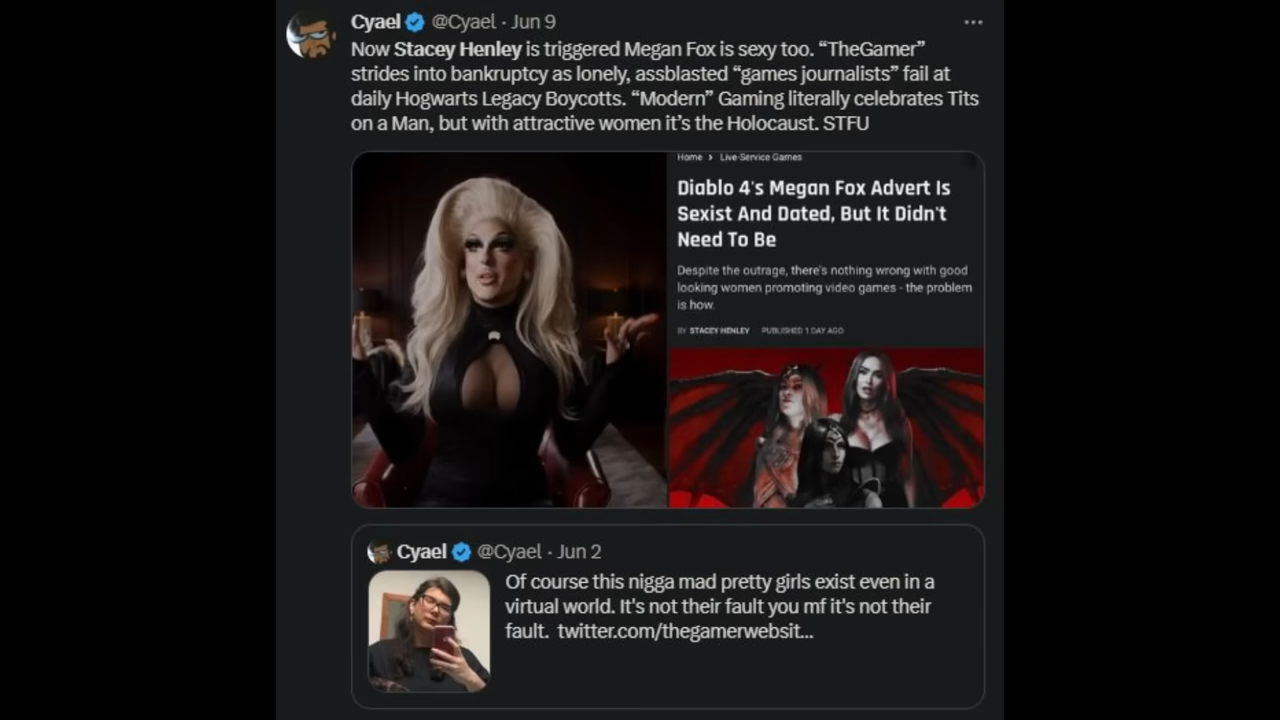 Cyael @Cyael · Jun 9
Now Stacey Henley is triggered Megan Fox is sexy too. “TheGamer”
strides into bankruptcy as lonely, assblasted “games journalists” fail at
daily Hogwarts Legacy Boycotts. “Modern” Gaming literally celebrates Tits
on a Man, but with attractive women it’s the Holocaust. STFU
Home > Live-Service Games
Diablo 4's Megan Fox Advert Is
Sexist And Dated, But It Didn't
Need To Be
Despite the outrage, there's nothing wrong with good
looking women promoting video games - the problem
is how.
BY STACEY HENLEY PUBLISHED 1 DAY AGO
Cyael @Cyael · Jun 2
Of course this nigga mad pretty girls exist even in a
virtual world. It's not their fault you mf it's not their
fault. twitter.com/thegamerwebsit...